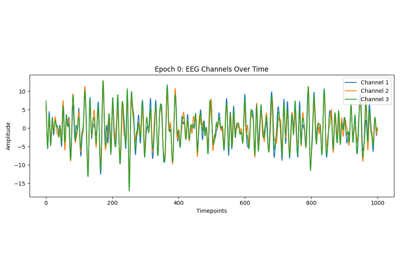 Epoch 0: EEG Channels Over Time
Channel 1
Channel 2
Channel 3
Amplitude
10
5
0
−5
−10
−15
0
200
400
600
800
1000
Timepoints